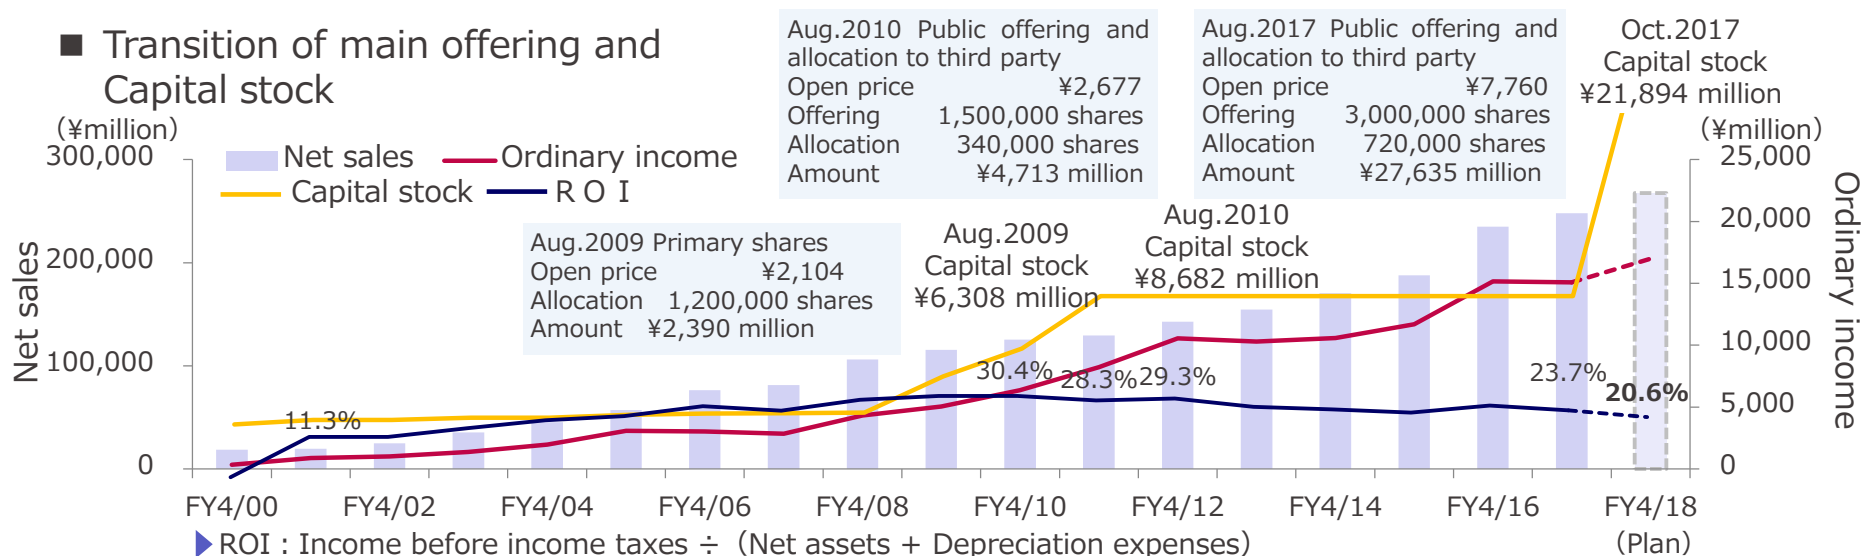 ■ Transition of main offering and
Capital stock
Aug.2010 Public offering and
allocation to third party
Open price ¥2,677
Offering 1,500,000 shares
Allocation 340,000 shares
Amount ¥4,713 million
Aug.2017 Public offering and
allocation to third party
Open price ¥7,760
Offering 3,000,000 shares
Allocation 720,000 shares
Amount ¥27,635 million
Oct.2017
Capital stock
¥21,894 million
(¥million)
(¥million)
Net sales
Ordinary income
Capital stock
ROI
Aug.2009 Primary shares
Open price ¥2,104
Allocation 1,200,000 shares
Amount ¥2,390 million
Aug.2009
Capital stock
¥6,308 million
Aug.2010
Capital stock
¥8,682 million
Net sales
300,000
200,000
100,000
0
Ordinary income
25,000
20,000
15,000
10,000
5,000
0
11.3%
30.4%
28.3%
29.3%
23.7%
20.6%
FY4/00 FY4/02 FY4/04 FY4/06 FY4/08 FY4/10 FY4/12 FY4/14 FY4/16 FY4/18
(Plan)
▶ROI : Income before income taxes ÷ (Net assets + Depreciation expenses)